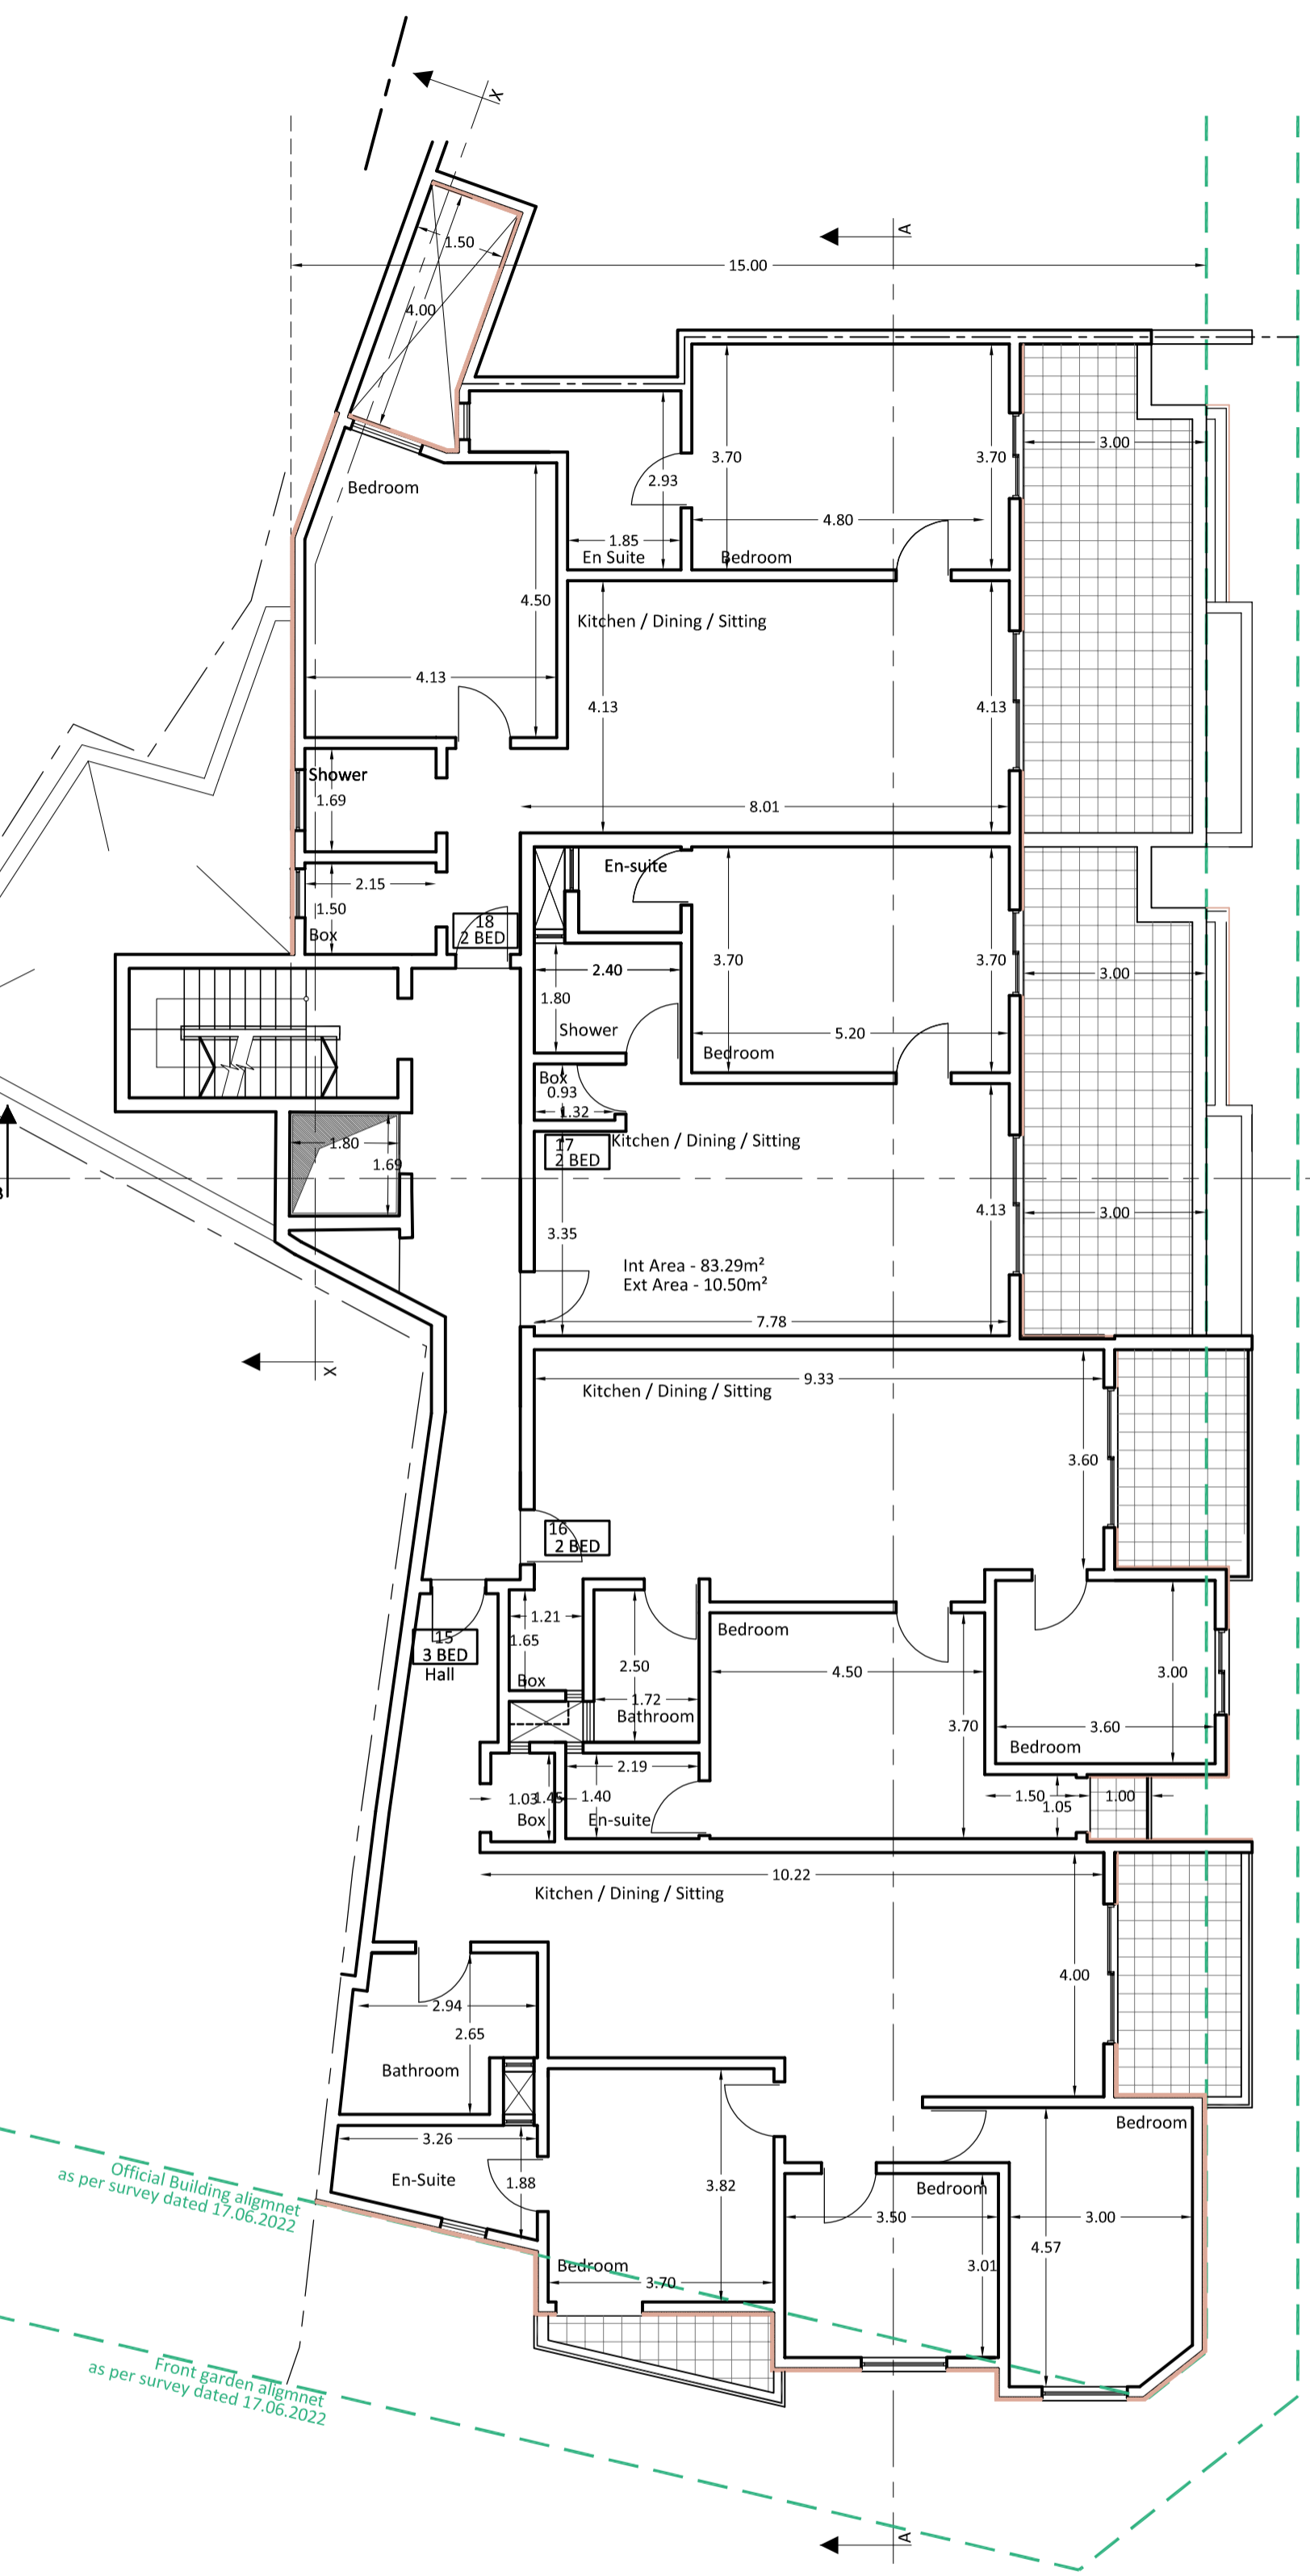 X
A
1.50
15.00
4.00
3.00
3.70
3.70
2.93
Bedroom
4.80
1.85
En Suite
Bedroom
4.50
Kitchen / Dining / Sitting
4.13
4.13
4.13
Shower
1.69
8.01
En-suite
2.15
1.50
Box
18
2 BED
3.70
3.70
2.40
3.00
1.80
Shower
5.20
Bedroom
Box
0.93
1.32
17
2 BED
Kitchen / Dining / Sitting
1.80
1.69
3.35
4.13
3.00
Int Area - 83.29m²
Ext Area - 10.50m²
7.78
X
9.33
Kitchen / Dining / Sitting
3.60
16
2 BED
1.21
1.65
15
3 BED
Hall
Bedroom
2.50
4.50
3.00
Box
1.72
Bathroom
3.70
3.60
Bedroom
2.19
1.03
1.45
1.40
1.50
1.05
1.00
Box
En-suite
10.22
Kitchen / Dining / Sitting
4.00
2.94
2.65
Bathroom
Bedroom
3.26
En-Suite
1.88
3.82
Bedroom
3.50
3.00
4.57
3.01
Bedroom
3.70
Official Building aligmnet
as per survey dated 17.06.2022
Front garden aligmnet
as per survey dated 17.06.2022
A